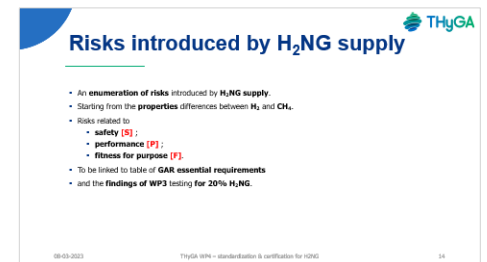 THyGA
Risks introduced by H₂NG supply
• An enumeration of risks introduced by H₂NG supply.
• Starting from the properties differences between H₂ and CH₄.
• Risks related to
• safety [S] ;
• performance [P] ;
• fitness for purpose [F].
• To be linked to table of GAR essential requirements
• and the findings of WP3 testing for 20% H₂NG.
08-03-2023
THyGA WP4 – standardization & certification for H2NG
14